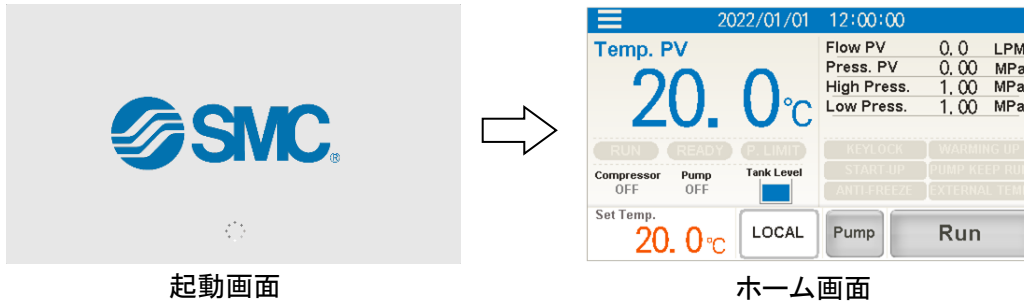 SMC®
起動画面
2022/01/01 12:00:00
Temp. PV
20.0℃
Flow PV 0.0 LPM
Press. PV 0.00 MPa
High Press. 1.00 MPa
Low Press. 1.00 MPa
RUN READY P. LIMIT
KEYLOCK WARMING UP
START-UP PUMP KEEP RUN
ANTI-FREEZE EXTERNAL TEMP
Compressor Pump Tank Level
OFF OFF
Set Temp.
20.0℃
LOCAL Pump Run
ホーム画面